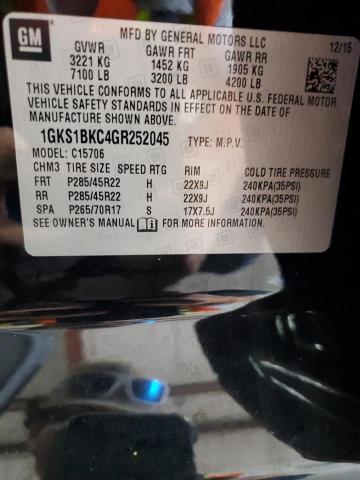 GM
MFD BY GENERAL MOTORS LLC 12/15
GVWR GAWR FRT GAWR RR
3221 KG 1452 KG 1905 KG
7100 LB 3200 LB 4200 LB
THIS VEHICLE CONFORMS TO ALL APPLICABLE U.S. FEDERAL MOTOR
VEHICLE SAFETY STANDARDS IN EFFECT ON THE DATE OF
MANUFACTURE SHOWN ABOVE.
1GKS1BKC4GR252045 TYPE: M.P.V.
MODEL: C15706
CHM3 TIRE SIZE SPEED RTG RIM COLD TIRE PRESSURE
FRT P285/45R22 H 22X9J 240KPA(35PSI)
RR P285/45R22 H 22X9J 240KPA(35PSI)
SPA P265/70R17 S 17X7.5J 240KPA(35PSI)
SEE OWNER'S MANUAL FOR MORE INFORMATION.